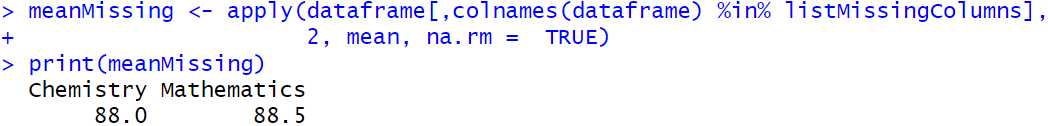 > meanMissing <- apply(dataframe[,colnames(dataframe) %in% listMissingColumns],
+                      2, mean, na.rm =  TRUE)
> print(meanMissing)
  Chemistry Mathematics
       88.0        88.5